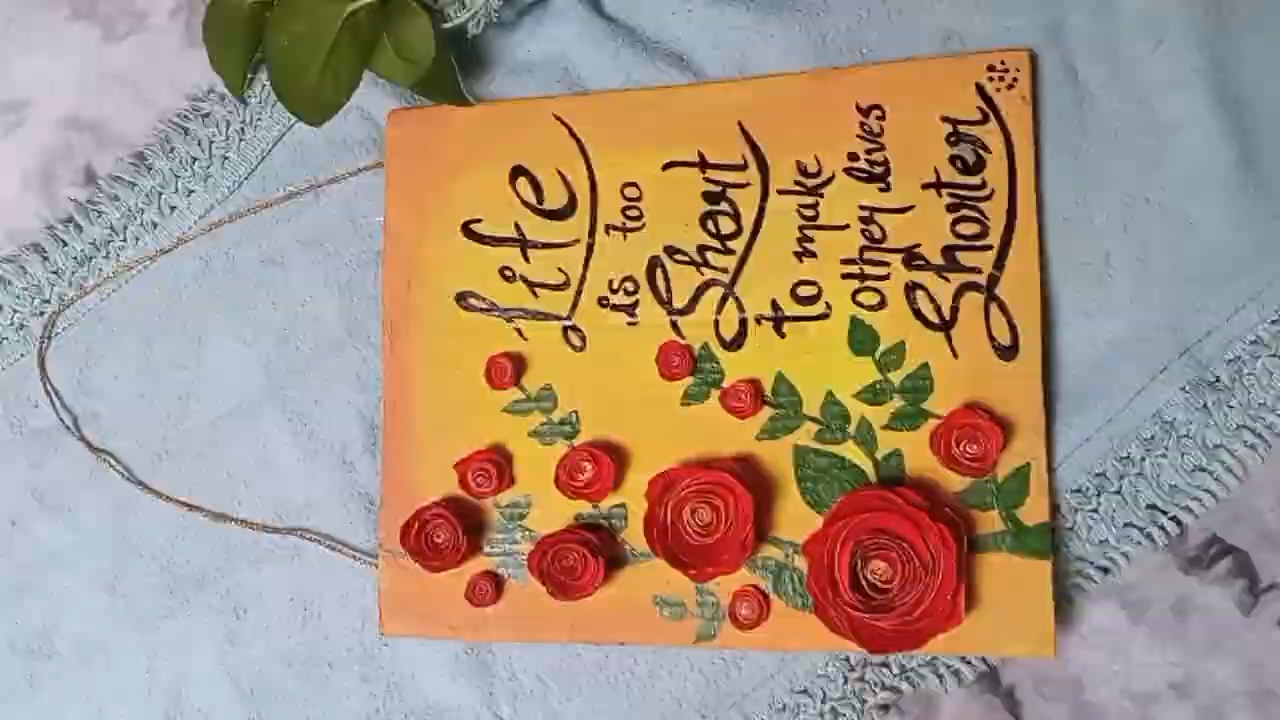 Life
is too
Short
to make
other lives
Shorter